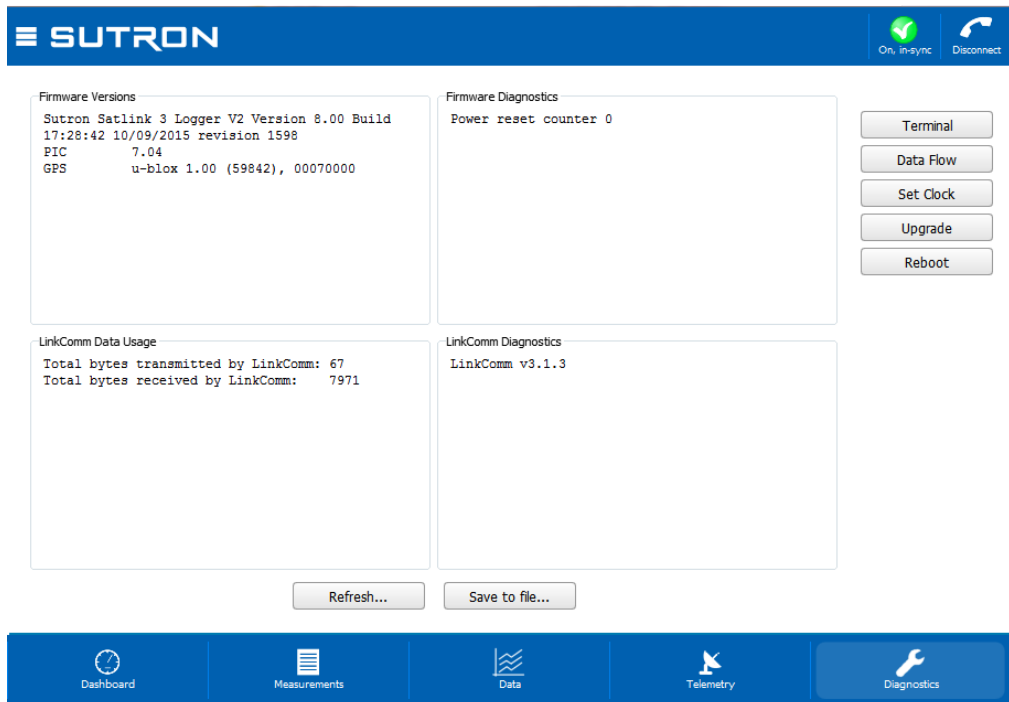 SUTRON
On, in-sync
Disconnect
Firmware Versions
Sutron Satlink 3 Logger V2 Version 8.00 Build
17:28:42 10/09/2015 revision 1598
PIC 7.04
GPS u-blox 1.00 (59842), 00070000
Firmware Diagnostics
Power reset counter 0
Terminal
Data Flow
Set Clock
Upgrade
Reboot
LinkComm Data Usage
Total bytes transmitted by LinkComm: 67
Total bytes received by LinkComm: 7971
LinkComm Diagnostics
LinkComm v3.1.3
Refresh...
Save to file...
Dashboard
Measurements
Data
Telemetry
Diagnostics